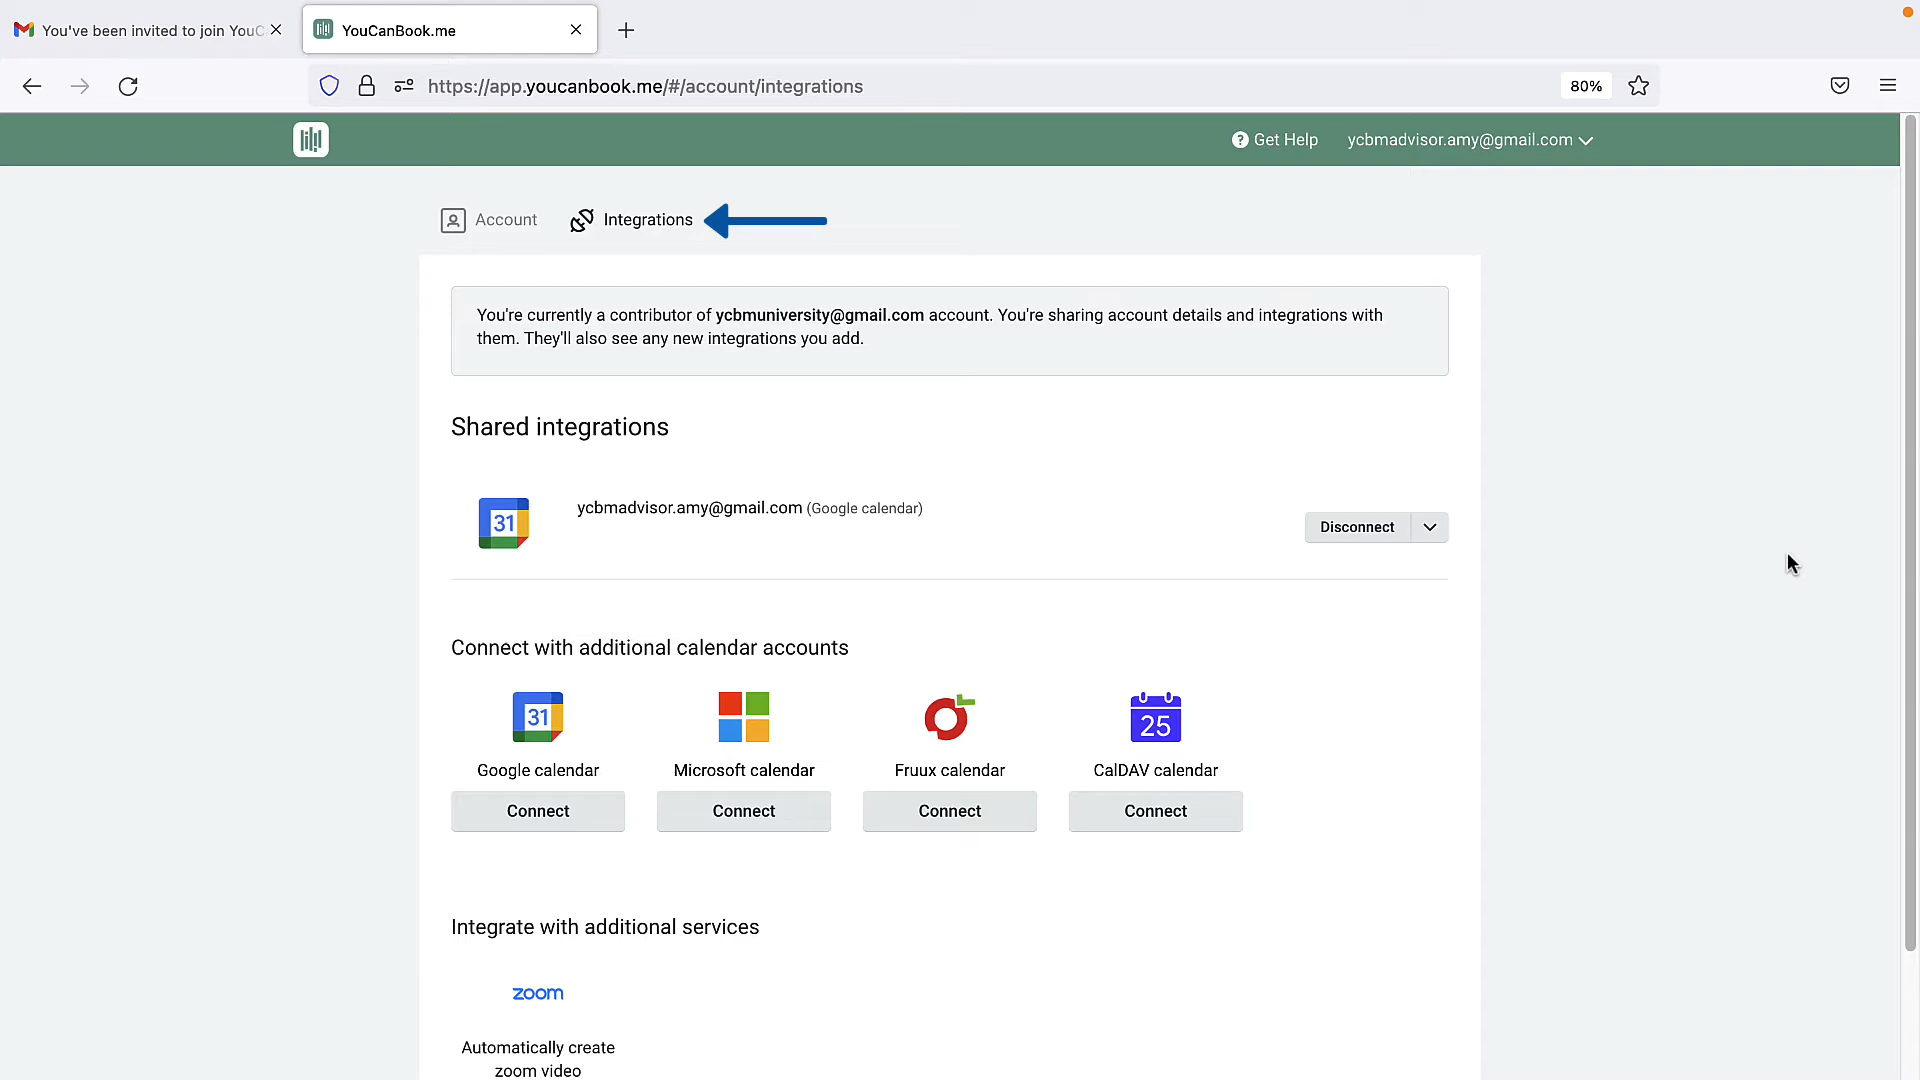 You've been invited to join YouC
YouCanBook.me
https://app.youcanbook.me/#/account/integrations
80%
Get Help
ycbmadvisor.amy@gmail.com
Account
Integrations
You're currently a contributor of ycbmuniversity@gmail.com account. You're sharing account details and integrations with
them. They'll also see any new integrations you add.
Shared integrations
31
ycbmadvisor.amy@gmail.com (Google calendar)
Disconnect
Connect with additional calendar accounts
31
25
Google calendar
Microsoft calendar
Fruux calendar
CalDAV calendar
Connect
Connect
Connect
Connect
Integrate with additional services
zoom
Automatically create
zoom video